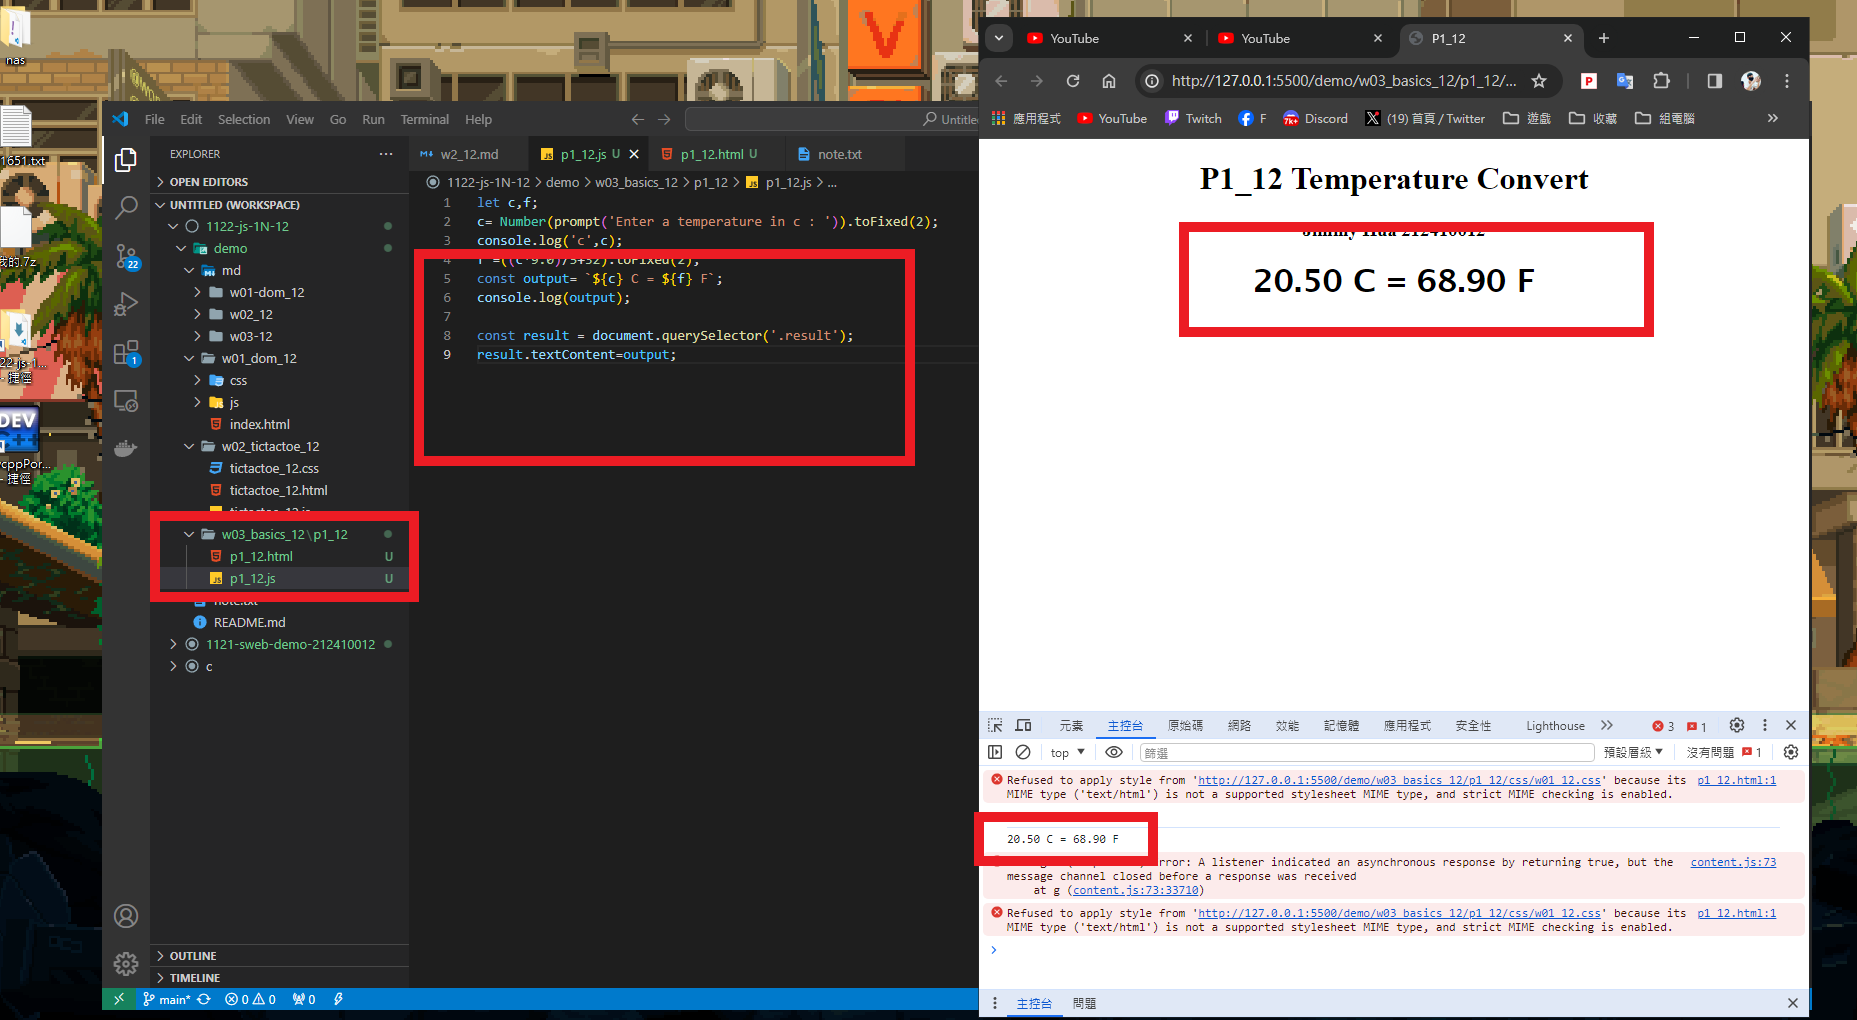 nas
1651.txt
我的.7z
22-js-1...
- 捷徑
DEV
C++
vcppPor...
- 捷徑
V
File Edit Selection View Go Run Terminal Help
Untitled
EXPLORER
OPEN EDITORS
UNTITLED (WORKSPACE)
1122-js-1N-12
demo
md
w01-dom_12
w02_12
w03-12
w01_dom_12
css
js
index.html
w02_tictactoe_12
tictactoe_12.css
tictactoe_12.html
tictactoe_12.js
w03_basics_12\p1_12
p1_12.html U
p1_12.js U
note.txt
README.md
1121-sweb-demo-212410012
c
OUTLINE
TIMELINE
22
1
main* 0 0 0
w2_12.md p1_12.js U p1_12.html U note.txt
1122-js-1N-12 > demo > w03_basics_12 > p1_12 > p1_12.js > ...
1 let c,f;
2 c= Number(prompt('Enter a temperature in c : ')).toFixed(2);
3 console.log('c',c);
4 f =((c*9.0)/5+32).toFixed(2);
5 const output= `${c} C = ${f} F`;
6 console.log(output);
7
8 const result = document.querySelector('.result');
9 result.textContent=output;
YouTube YouTube P1_12
http://127.0.0.1:5500/demo/w03_basics_12/p1_12/...
應用程式 YouTube Twitch F Discord (19) 首頁 / Twitter 遊戲 收藏 組電腦
P1_12 Temperature Convert
Jimmy Hua 212410012
20.50 C = 68.90 F
元素 主控台 原始碼 網路 效能 記憶體 應用程式 安全性 Lighthouse 3 1
top 篩選 預設層級 沒有問題 1
Refused to apply style from 'http://127.0.0.1:5500/demo/w03_basics_12/p1_12/css/w01_12.css' because its p1_12.html:1
MIME type ('text/html') is not a supported stylesheet MIME type, and strict MIME checking is enabled.
20.50 C = 68.90 F
error: A listener indicated an asynchronous response by returning true, but the content.js:73
message channel closed before a response was received
at g (content.js:73:33710)
Refused to apply style from 'http://127.0.0.1:5500/demo/w03_basics_12/p1_12/css/w01_12.css' because its p1_12.html:1
MIME type ('text/html') is not a supported stylesheet MIME type, and strict MIME checking is enabled.
主控台 問題